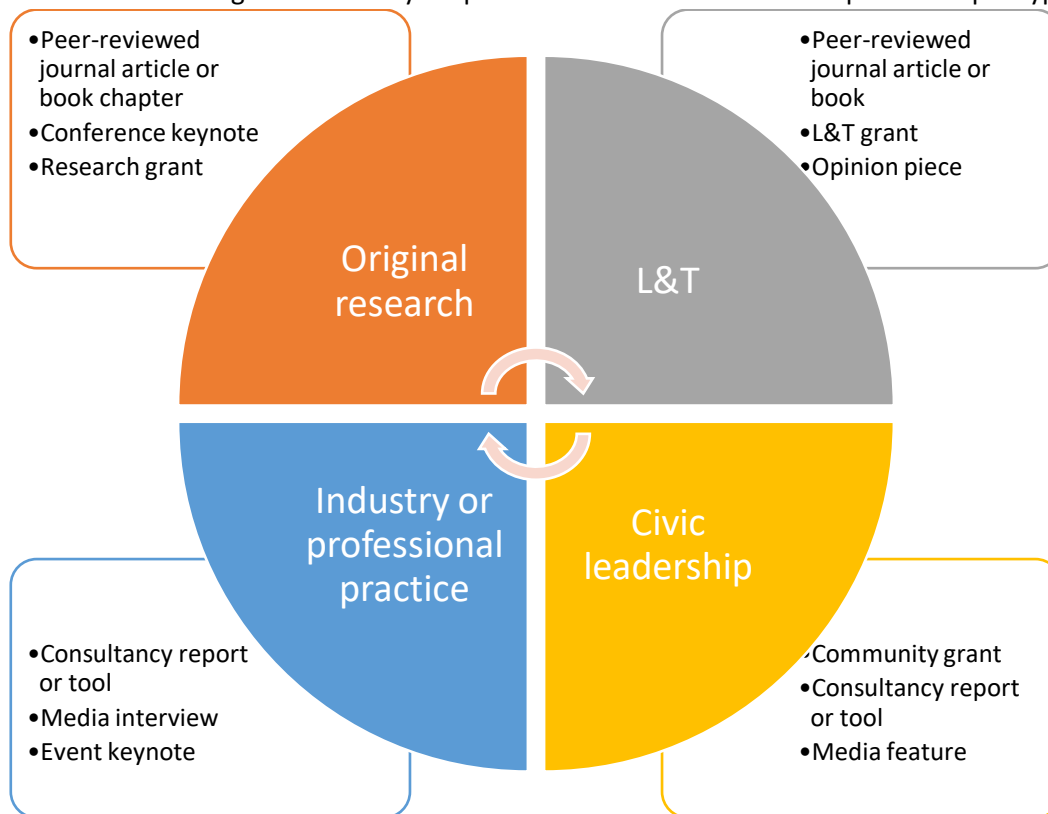 •Peer-reviewed
journal article or
book chapter
•Conference keynote
•Research grant
•Peer-reviewed
journal article or
book
•L&T grant
•Opinion piece
Original
research
L&T
Industry or
professional
practice
Civic
leadership
•Consultancy report
or tool
•Media interview
•Event keynote
•Community grant
•Consultancy report
or tool
•Media feature